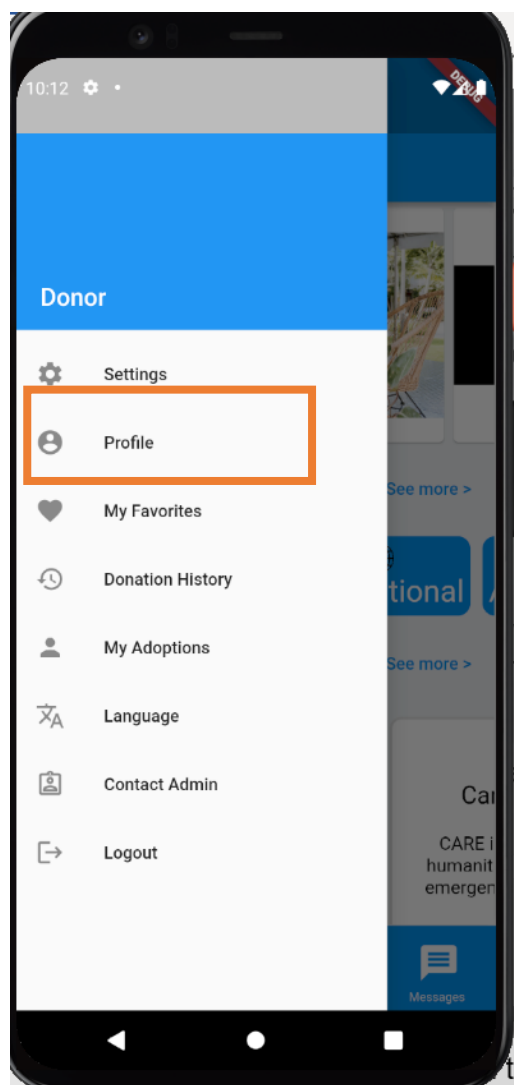 10:12
DEBUG
Donor
Settings
Profile
See more >
My Favorites
Donation History
tional
My Adoptions
See more >
Language
Contact Admin
Car
Logout
CARE i
humanit
emergen
Messages
t